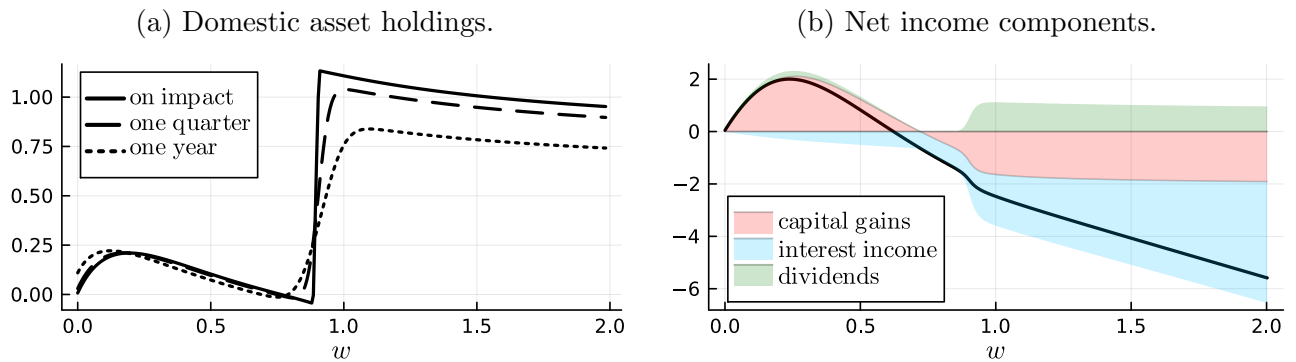 (a) Domestic asset holdings.
1.00
0.75
0.50
0.25
0.00
on impact
one quarter
one year
0.0 0.5 1.0 1.5 2.0
w
(b) Net income components.
2
0
−2
−4
−6
capital gains
interest income
dividends
0.0 0.5 1.0 1.5 2.0
w